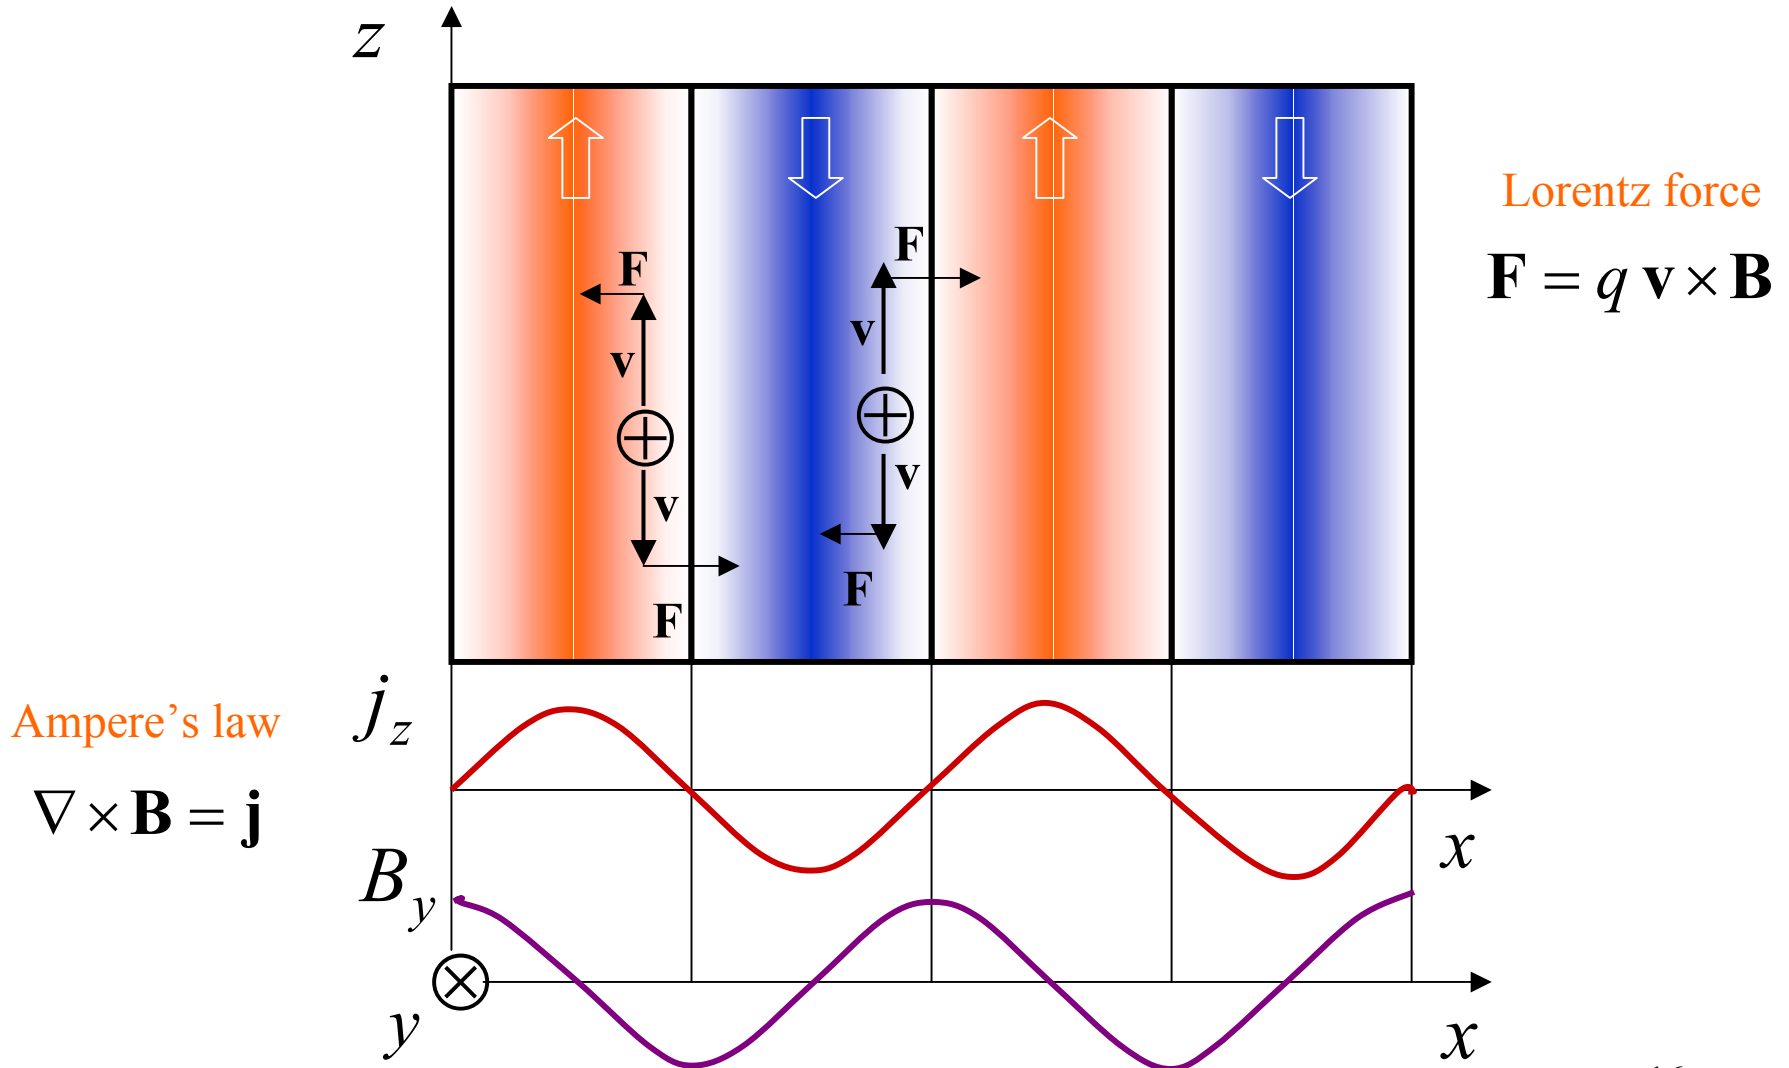 z
Lorentz force
F = q v × B
F
F
v
v
v
v
F
F
Ampere’s law
∇ × B = j
j_z
x
B_y
y
x